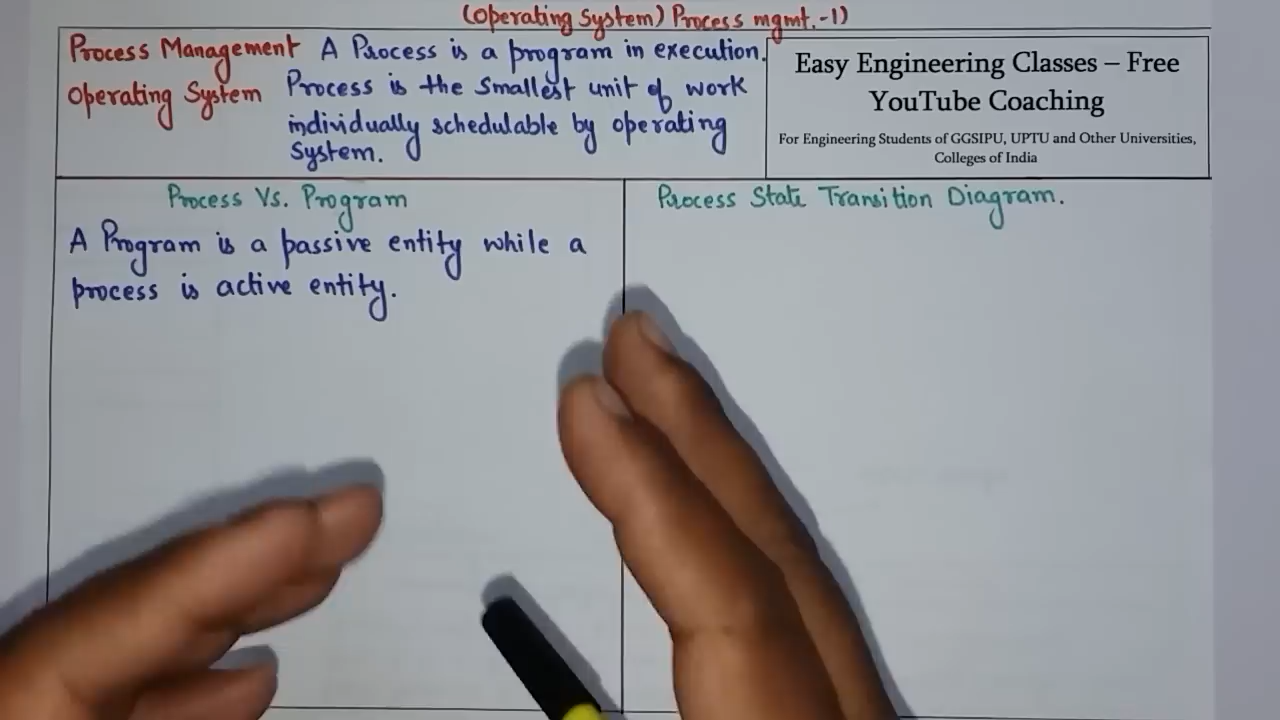 (Operating System) Process mgmt.-1)
Process Management
Operating System
A Process is a program in execution.
Process is the smallest unit of work
individually schedulable by operating
System.
Easy Engineering Classes – Free
YouTube Coaching
For Engineering Students of GGSIPU, UPTU and Other Universities,
Colleges of India
Process Vs. Program
A Program is a passive entity while a
process is active entity.
Process State Transition Diagram.